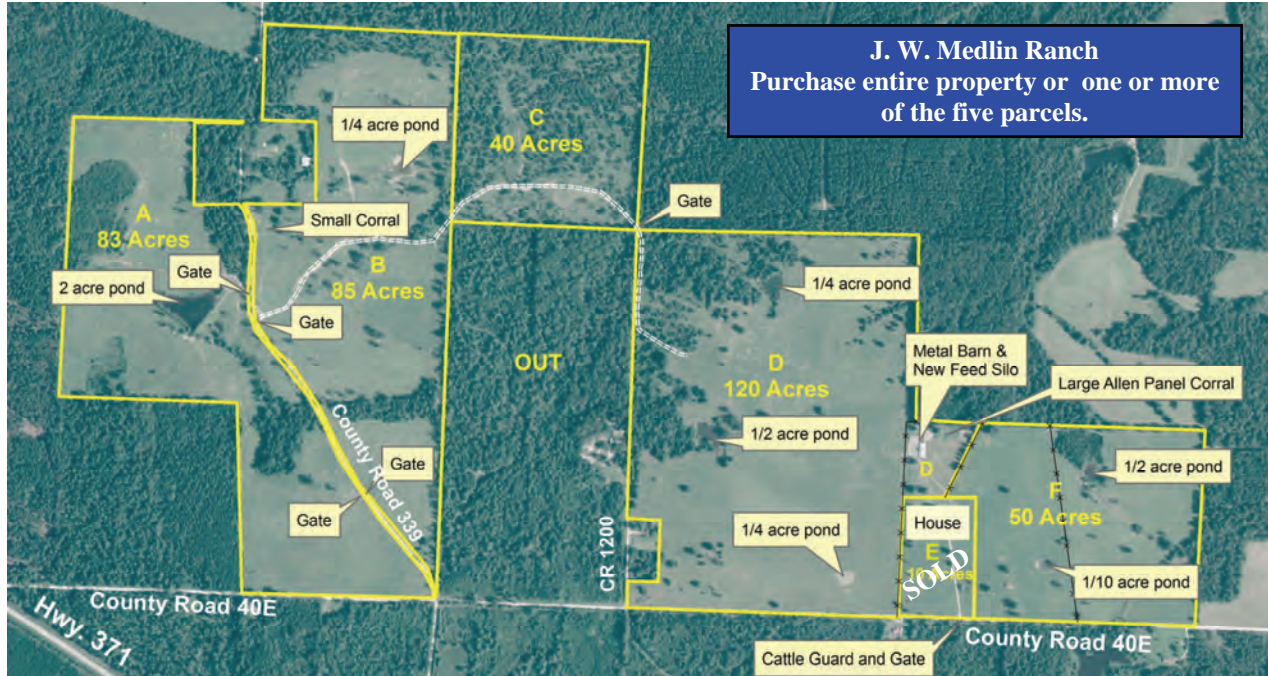 J. W. Medlin Ranch
Purchase entire property or one or more
of the five parcels.
1/4 acre pond
C
40 Acres
Small Corral
Gate
A
83 Acres
Gate
B
85 Acres
2 acre pond
Gate
1/4 acre pond
OUT
D
120 Acres
Metal Barn &
New Feed Silo
Large Allen Panel Corral
1/2 acre pond
County Road 339
Gate
Gate
D
1/2 acre pond
F
50 Acres
House
E
SOLD
1/4 acre pond
CR 1200
1/10 acre pond
County Road 40E
Hwy. 371
County Road 40E
Cattle Guard and Gate